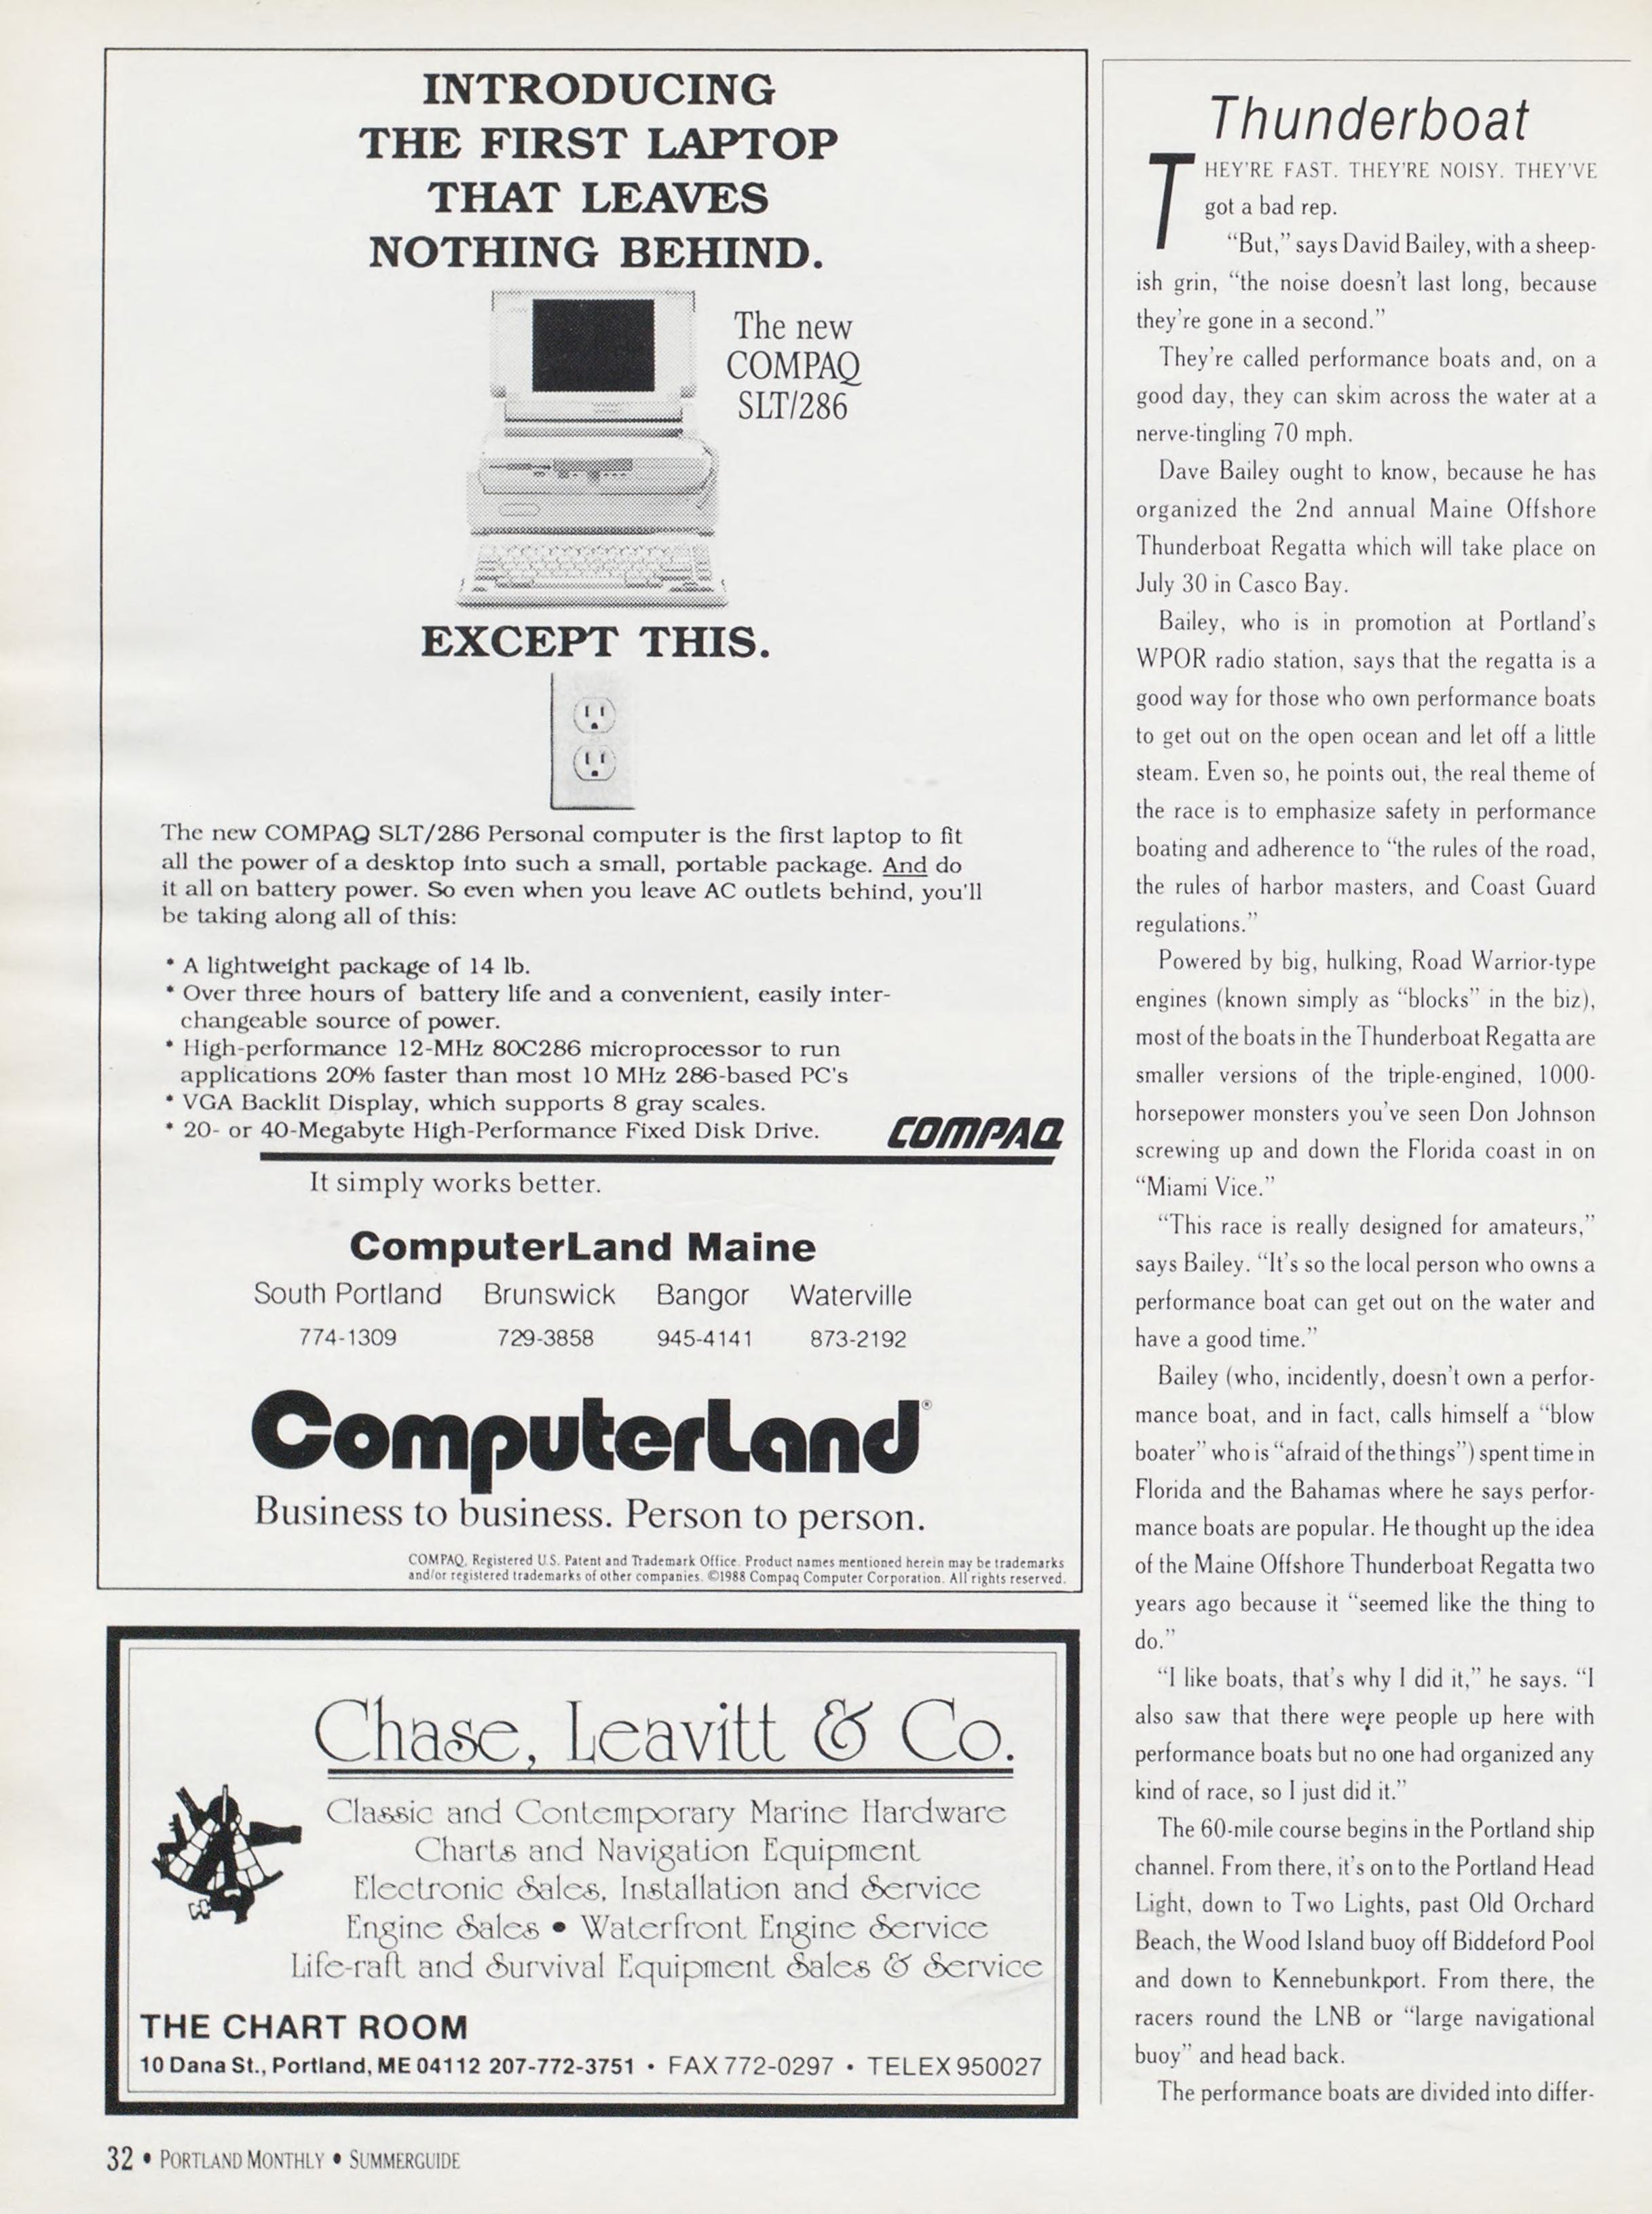 INTRODUCING
THE FIRST LAPTOP
THAT LEAVES
NOTHING BEHIND.
The new
COMPAQ
SLT/286
EXCEPT THIS.
The new COMPAQ SLT/286 Personal computer is the first laptop to fit
all the power of a desktop into such a small, portable package. And do
it all on battery power. So even when you leave AC outlets behind, you'll
be taking along all of this:
* A lightweight package of 14 lb.
* Over three hours of battery life and a convenient, easily inter-
changeable source of power.
* High-performance 12-MHz 80C286 microprocessor to run
applications 20% faster than most 10 MHz 286-based PC's
* VGA Backlit Display, which supports 8 gray scales.
* 20- or 40-Megabyte High-Performance Fixed Disk Drive.
COMPAQ
It simply works better.
ComputerLand Maine
South Portland Brunswick Bangor Waterville
774-1309 729-3858 945-4141 873-2192
ComputerLand®
Business to business. Person to person.
COMPAQ, Registered U.S. Patent and Trademark Office. Product names mentioned herein may be trademarks
and/or registered trademarks of other companies. ©1988 Compaq Computer Corporation. All rights reserved.
Chase, Leavitt & Co.
Classic and Contemporary Marine Hardware
Charts and Navigation Equipment
Electronic Sales, Installation and Service
Engine Sales • Waterfront Engine Service
Life-raft and Survival Equipment Sales & Service
THE CHART ROOM
10 Dana St., Portland, ME 04112 207-772-3751 • FAX 772-0297 • TELEX 950027
Thunderboat
THEY'RE FAST. THEY'RE NOISY. THEY'VE
got a bad rep.
“But,” says David Bailey, with a sheep-
ish grin, “the noise doesn't last long, because
they're gone in a second.”
They're called performance boats and, on a
good day, they can skim across the water at a
nerve-tingling 70 mph.
Dave Bailey ought to know, because he has
organized the 2nd annual Maine Offshore
Thunderboat Regatta which will take place on
July 30 in Casco Bay.
Bailey, who is in promotion at Portland's
WPOR radio station, says that the regatta is a
good way for those who own performance boats
to get out on the open ocean and let off a little
steam. Even so, he points out, the real theme of
the race is to emphasize safety in performance
boating and adherence to “the rules of the road,
the rules of harbor masters, and Coast Guard
regulations.”
Powered by big, hulking, Road Warrior-type
engines (known simply as “blocks” in the biz),
most of the boats in the Thunderboat Regatta are
smaller versions of the triple-engined, 1000-
horsepower monsters you've seen Don Johnson
screwing up and down the Florida coast in on
“Miami Vice.”
“This race is really designed for amateurs,”
says Bailey. “It's so the local person who owns a
performance boat can get out on the water and
have a good time.”
Bailey (who, incidently, doesn't own a perfor-
mance boat, and in fact, calls himself a “blow
boater” who is “afraid of the things”) spent time in
Florida and the Bahamas where he says perfor-
mance boats are popular. He thought up the idea
of the Maine Offshore Thunderboat Regatta two
years ago because it “seemed like the thing to
do.”
“I like boats, that's why I did it,” he says. “I
also saw that there were people up here with
performance boats but no one had organized any
kind of race, so I just did it.”
The 60-mile course begins in the Portland ship
channel. From there, it's on to the Portland Head
Light, down to Two Lights, past Old Orchard
Beach, the Wood Island buoy off Biddeford Pool
and down to Kennebunkport. From there, the
racers round the LNB or “large navigational
buoy” and head back.
The performance boats are divided into differ-
32 • PORTLAND MONTHLY • SUMMERGUIDE